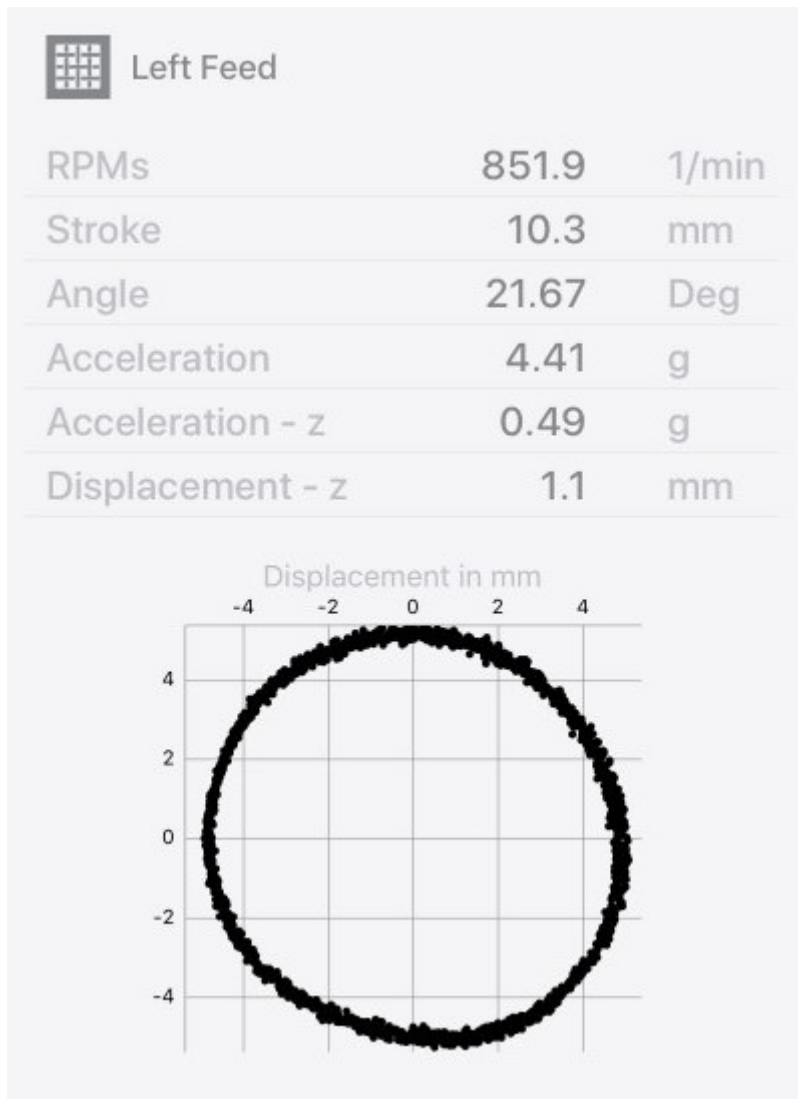 Left Feed
RPMs 851.9 1/min
Stroke 10.3 mm
Angle 21.67 Deg
Acceleration 4.41 g
Acceleration - z 0.49 g
Displacement - z 1.1 mm
Displacement in mm
-4 -2 0 2 4
4
2
0
-2
-4